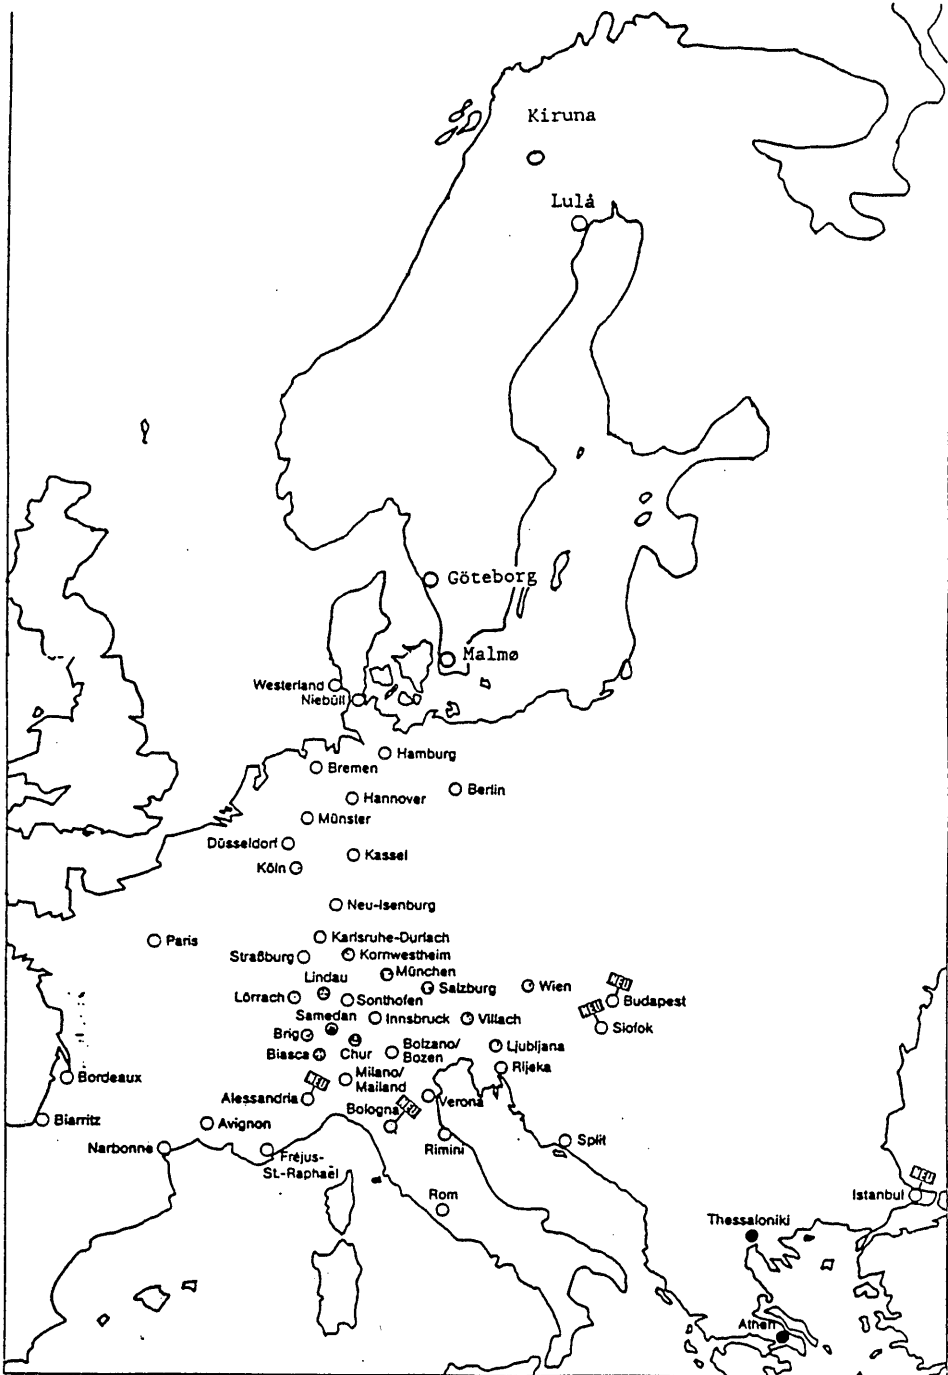 Kiruna
Lulå
Göteborg
Malmø
Westerland
Niebüll
Hamburg
Bremen
Berlin
Hannover
Münster
Düsseldorf
Kassel
Köln
Neu-Isenburg
Karlsruhe-Durlach
Paris
Straßburg
Kornwestheim
München
Lindau
Salzburg
Wien
NEU
Lörrach
Sonthofen
Budapest
NEU
Samedan
Innsbruck
Villach
Siofok
Brig
Biasca
Chur
Bolzano/
Bozen
Ljubljana
Rijeka
Bordeaux
NEU
Milano/
Mailand
Alessandria
Verona
Bologna
NEU
Biarritz
Avignon
Rimini
Split
Narbonne
Fréjus-
St.-Raphaël
NEU
Istanbul
Rom
Thessaloniki
Athen